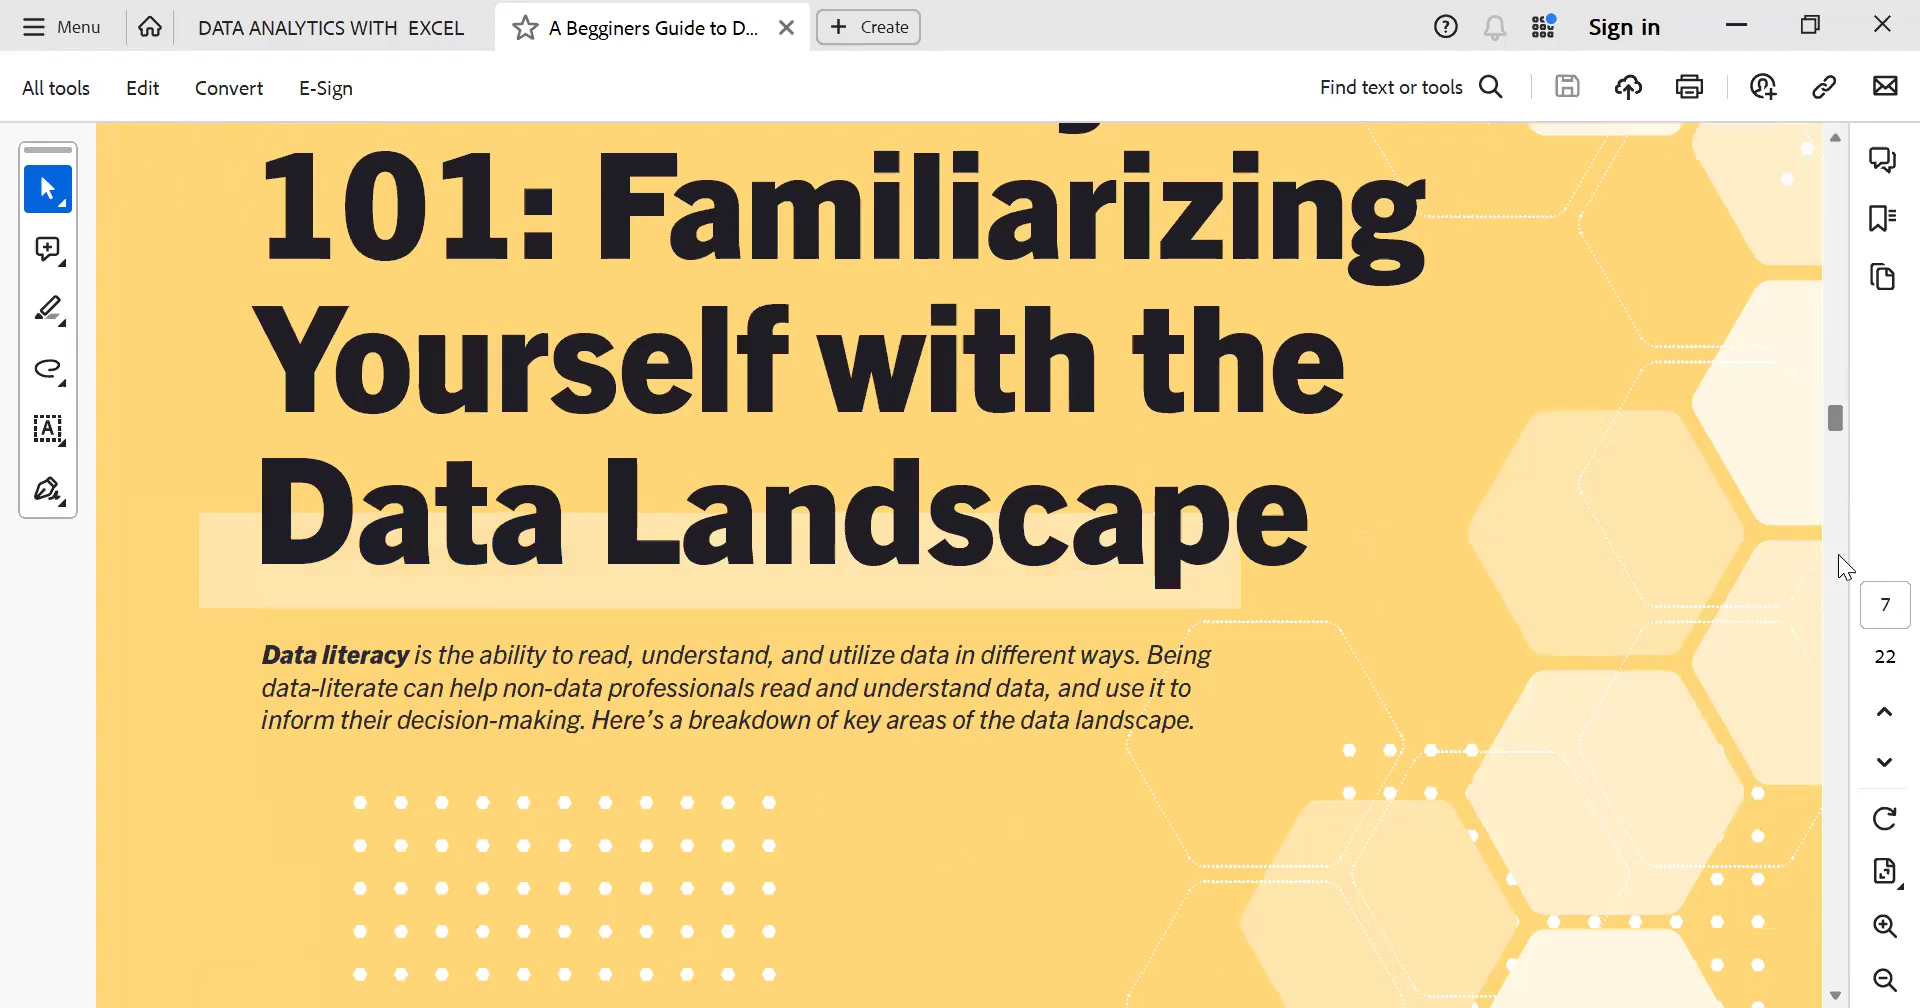 Menu
DATA ANALYTICS WITH EXCEL
A Begginers Guide to D...
Create
Sign in
All tools
Edit
Convert
E-Sign
Find text or tools
101: Familiarizing
Yourself with the
Data Landscape
Data literacy is the ability to read, understand, and utilize data in different ways. Being
data-literate can help non-data professionals read and understand data, and use it to
inform their decision-making. Here's a breakdown of key areas of the data landscape.
7
22